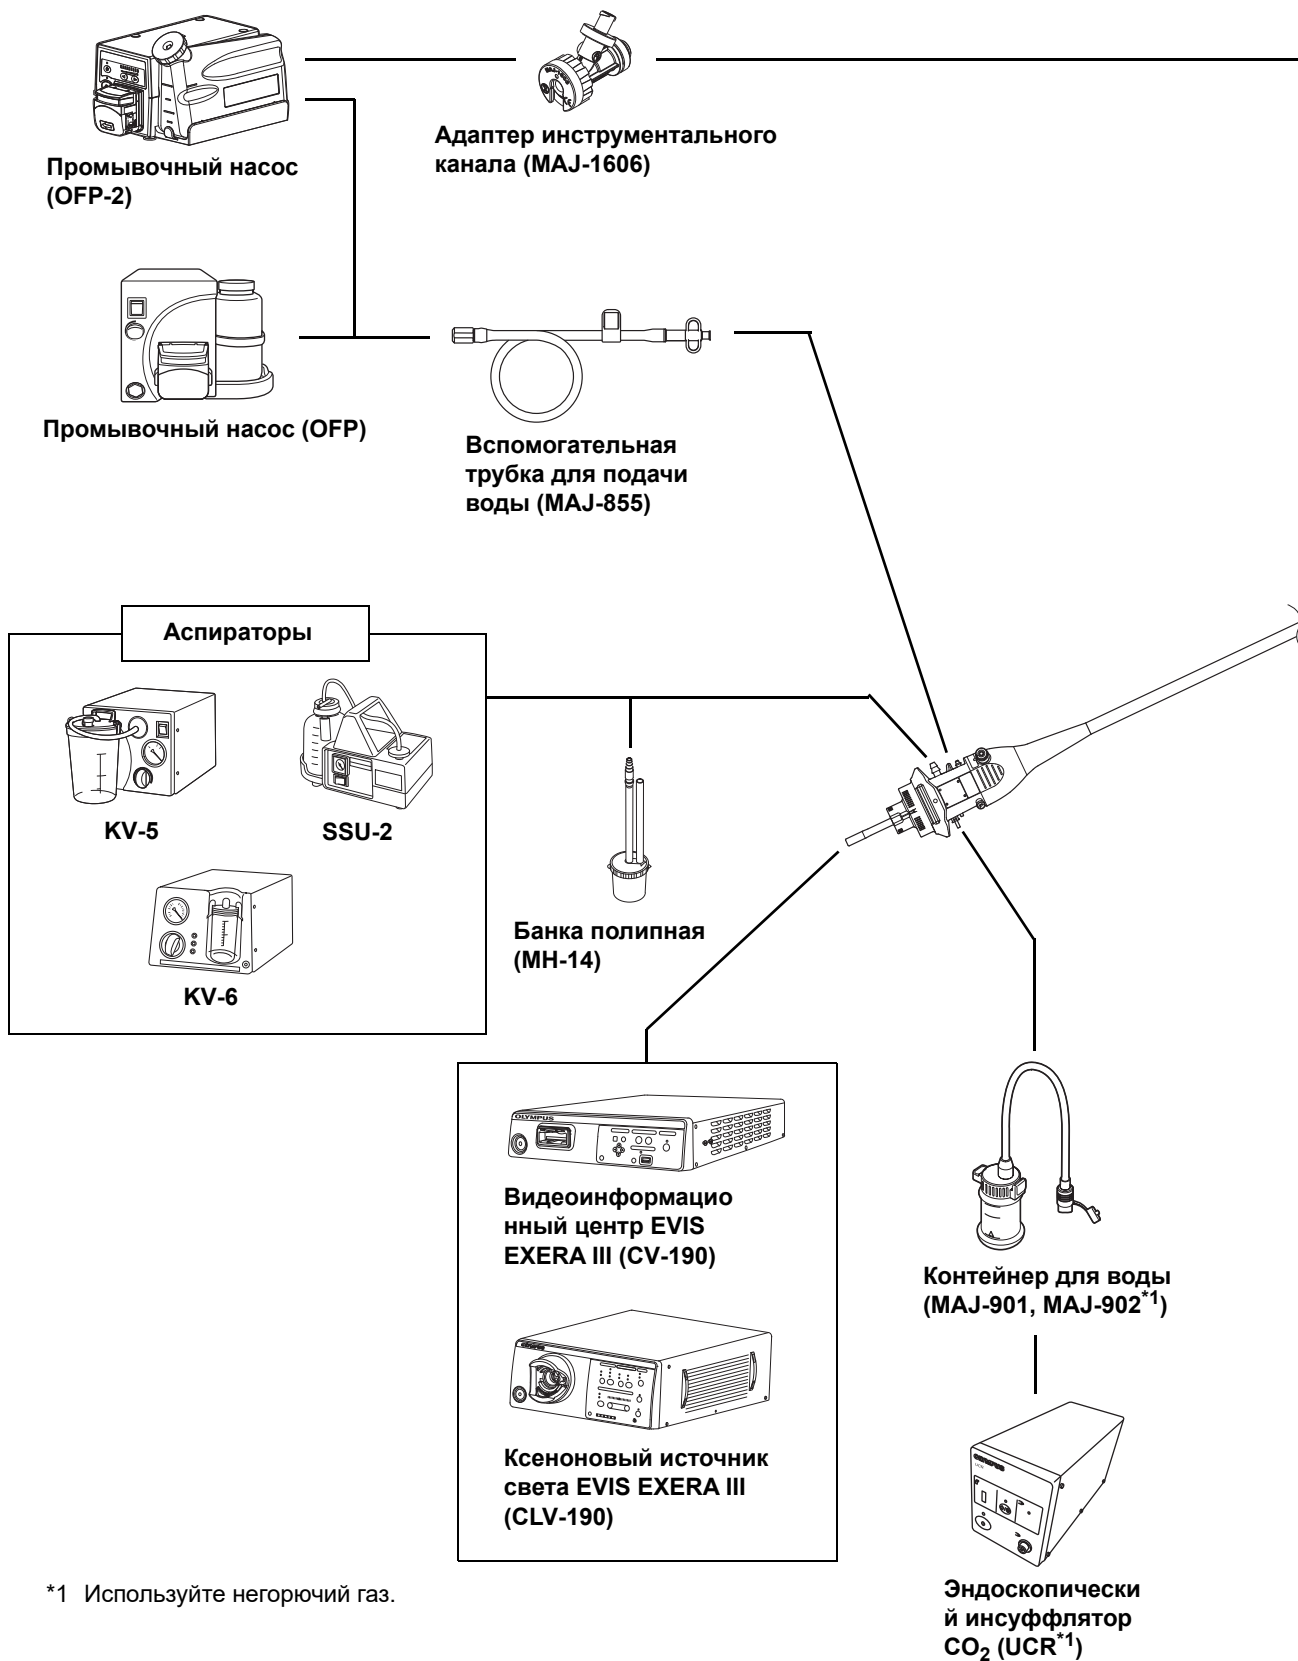 Адаптер инструментального
канала (MAJ-1606)
Промывочный насос
(OFP-2)
Промывочный насос (OFP)
Вспомогательная
трубка для подачи
воды (MAJ-855)
Аспираторы
KV-5
SSU-2
KV-6
Банка полипная
(MH-14)
OLYMPUS
Видеоинформацио
нный центр EVIS
EXERA III (CV-190)
Контейнер для воды
(MAJ-901, MAJ-902*1)
OLYMPUS
Ксеноновый источник
света EVIS EXERA III
(CLV-190)
OLYMPUS
UCR
*1 Используйте негорючий газ.
Эндоскопически
й инсуффлятор
CO2 (UCR*1)